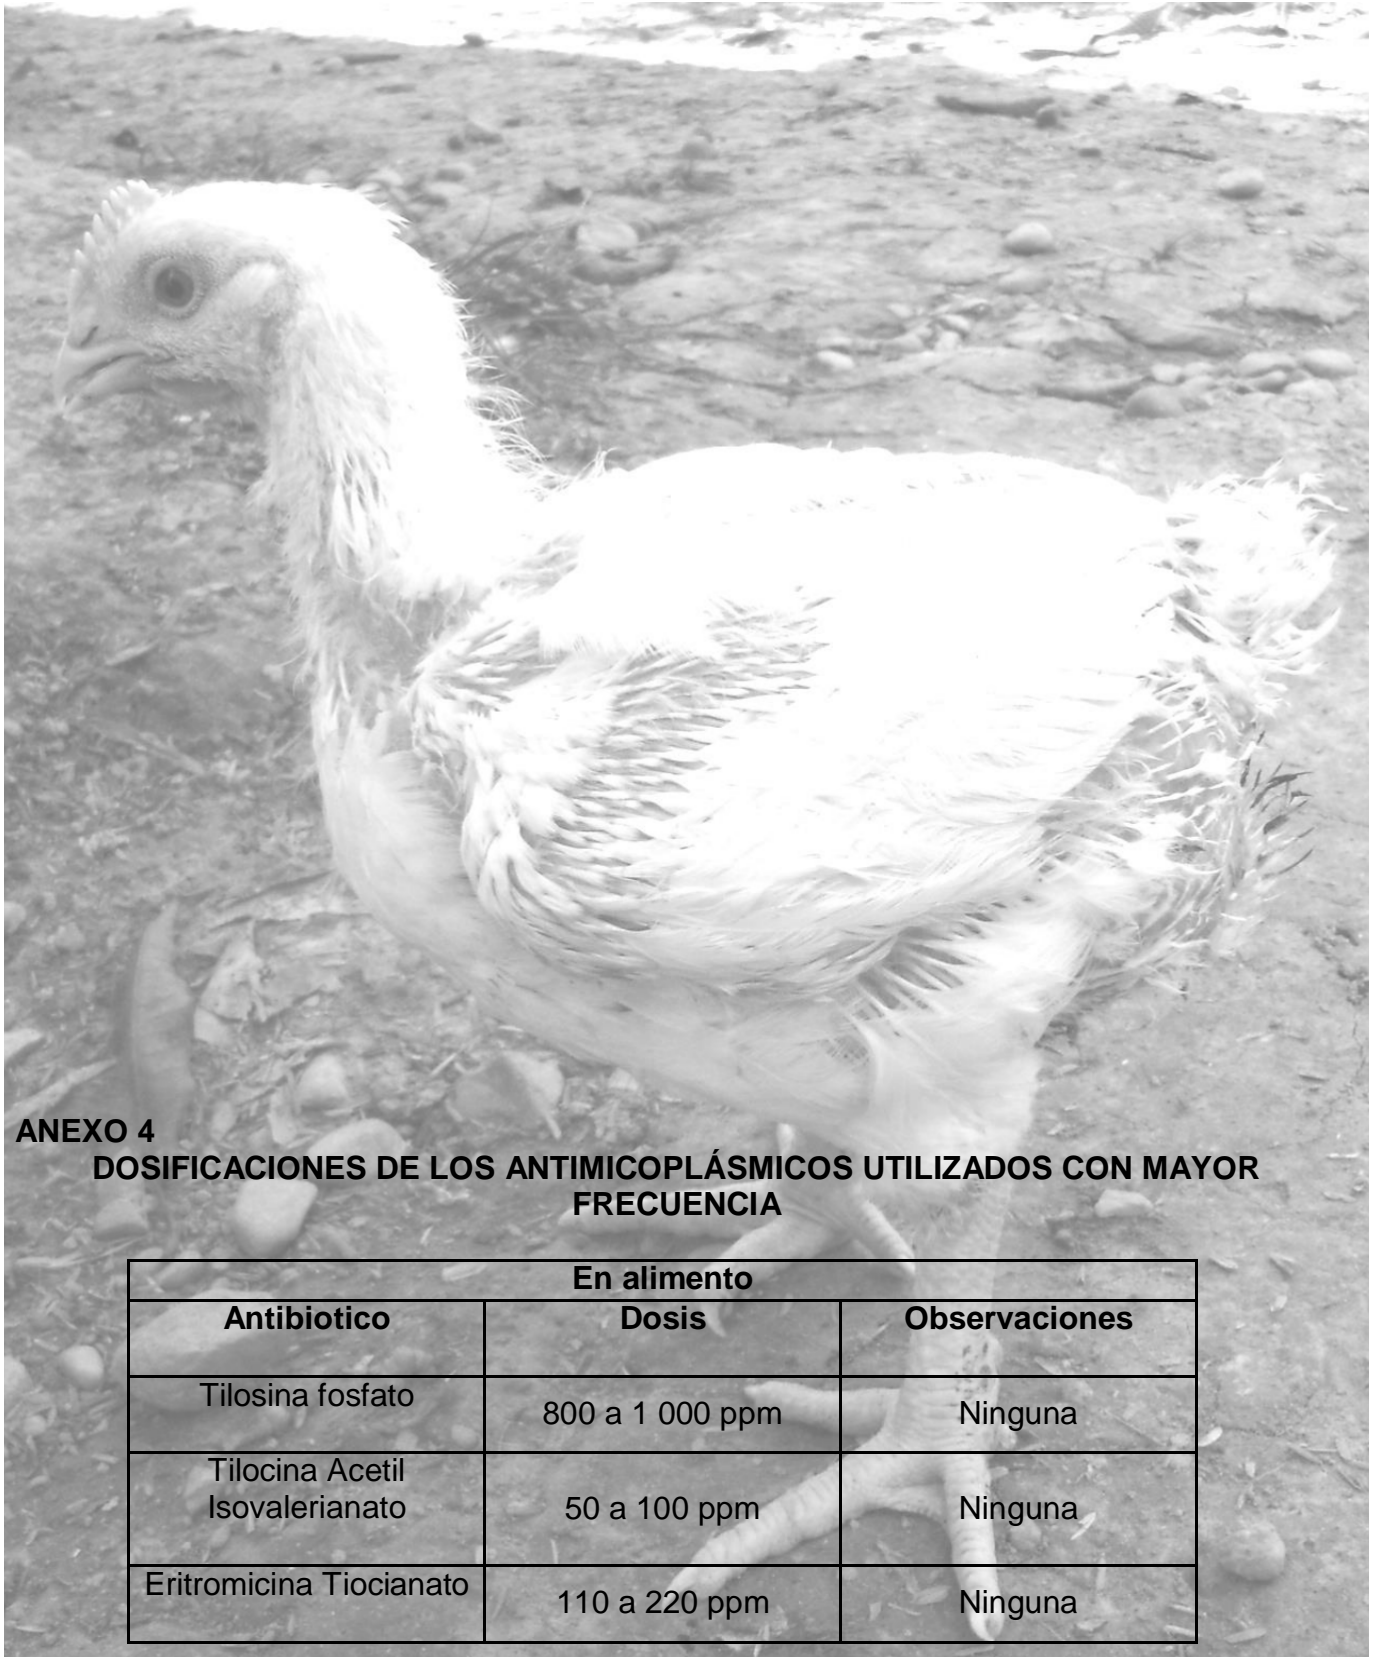 ANEXO 4
DOSIFICACIONES DE LOS ANTIMICOPLÁSMICOS UTILIZADOS CON MAYOR
FRECUENCIA
En alimento
Antibiotico Dosis Observaciones
Tilosina fosfato 800 a 1 000 ppm Ninguna
Tilocina Acetil
Isovalerianato 50 a 100 ppm Ninguna
Eritromicina Tiocianato 110 a 220 ppm Ninguna